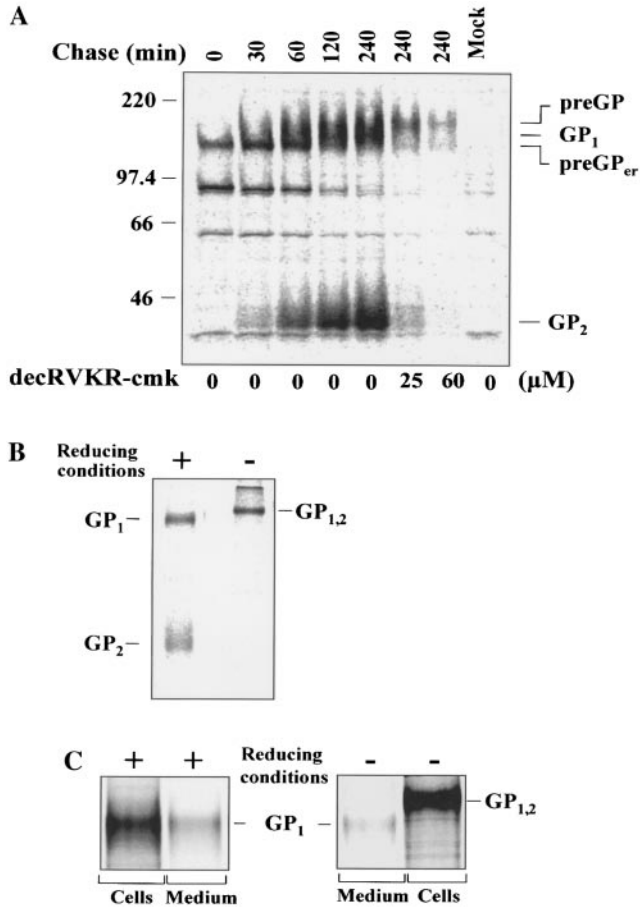 A
Chase (min) 0 30 60 120 240 240 240 Mock
220
97.4
66
46
preGP
GP1
preGPer
GP2
decRVKR-cmk 0 0 0 0 0 25 60 0 (μM)
B
Reducing conditions + -
GP1
GP2
GP1,2
C
+ + Reducing conditions - -
GP1
GP1,2
Cells Medium Medium Cells